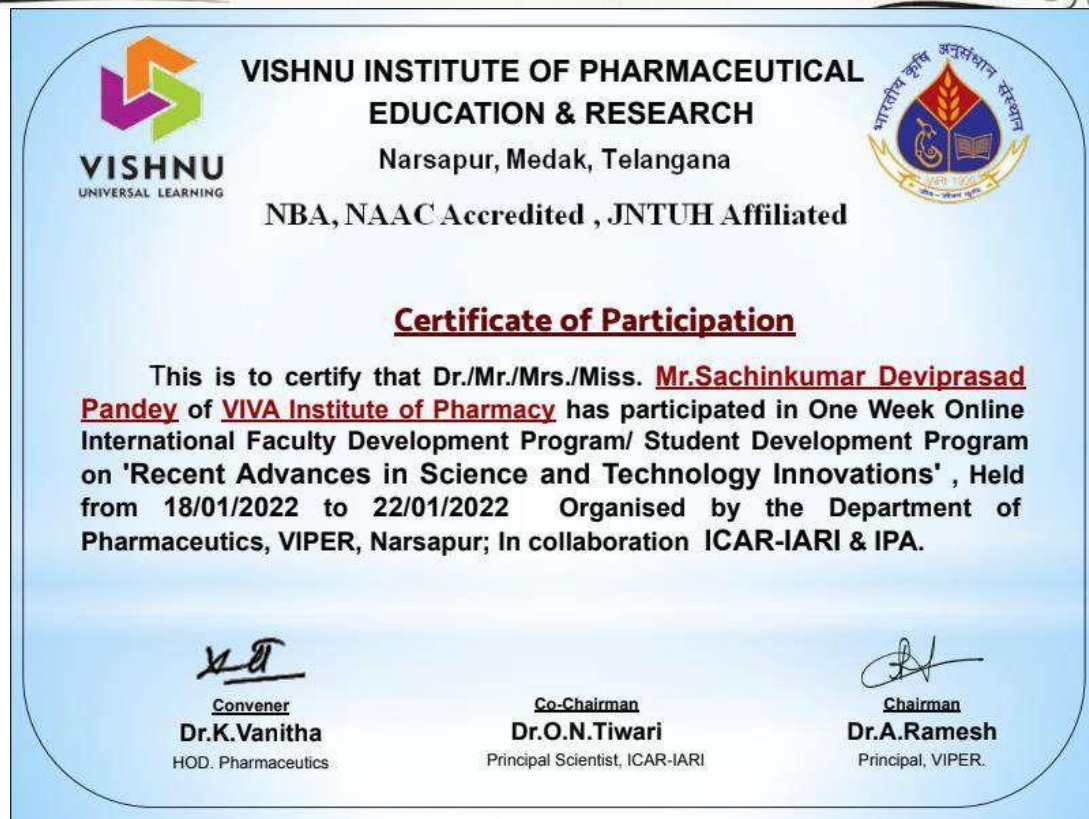 VISHNU
UNIVERSAL LEARNING
VISHNU INSTITUTE OF PHARMACEUTICAL
EDUCATION & RESEARCH
Narsapur, Medak, Telangana
NBA, NAAC Accredited , JNTUH Affiliated
भारतीय कृषि अनुसंधान संस्थान
Certificate of Participation
This is to certify that Dr./Mr./Mrs./Miss. Mr.Sachinkumar Deviprasad
Pandey of VIVA Institute of Pharmacy has participated in One Week Online
International Faculty Development Program/ Student Development Program
on 'Recent Advances in Science and Technology Innovations' , Held
from 18/01/2022 to 22/01/2022 Organised by the Department of
Pharmaceutics, VIPER, Narsapur; In collaboration ICAR-IARI & IPA.
Convener
Dr.K.Vanitha
HOD. Pharmaceutics
Co-Chairman
Dr.O.N.Tiwari
Principal Scientist, ICAR-IARI
Chairman
Dr.A.Ramesh
Principal, VIPER.